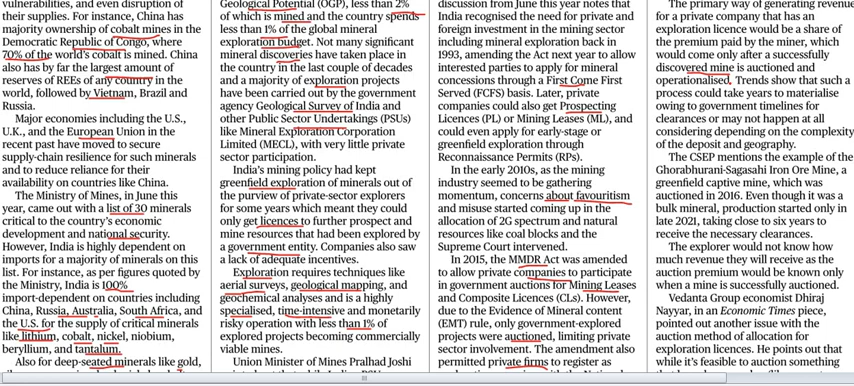 vulnerabilities, and even disruption of
their supplies. For instance, China has
majority ownership of cobalt mines in the
Democratic Republic of Congo, where
70% of the world's cobalt is mined. China
also has by far the largest amount of
reserves of REEs of any country in the
world, followed by Vietnam, Brazil and
Russia.
Major economies including the U.S.,
U.K., and the European Union in the
recent past have moved to secure
supply-chain resilience for such minerals
and to reduce reliance for their
availability on countries like China.
The Ministry of Mines, in June this
year, came out with a list of 30 minerals
critical to the country's economic
development and national security.
However, India is highly dependent on
imports for a majority of minerals on this
list. For instance, as per figures quoted by
the Ministry, India is 100%
import-dependent on countries including
China, Russia, Australia, South Africa, and
the U.S. for the supply of critical minerals
like lithium, cobalt, nickel, niobium,
beryllium, and tantalum.
Also for deep-seated minerals like gold,
Geological Potential (OGP), less than 2%
of which is mined and the country spends
less than 1% of the global mineral
exploration budget. Not many significant
mineral discoveries have taken place in
the country in the last couple of decades
and a majority of exploration projects
have been carried out by the government
agency Geological Survey of India and
other Public Sector Undertakings (PSUs)
like Mineral Exploration Corporation
Limited (MECL), with very little private
sector participation.
India's mining policy had kept
greenfield exploration of minerals out of
the purview of private-sector explorers
for some years which meant they could
only get licences to further prospect and
mine resources that had been explored by
a government entity. Companies also saw
a lack of adequate incentives.
Exploration requires techniques like
aerial surveys, geological mapping, and
geochemical analyses and is a highly
specialised, time-intensive and monetarily
risky operation with less than 1% of
explored projects becoming commercially
viable mines.
Union Minister of Mines Pralhad Joshi
discussion from June this year notes that
India recognised the need for private and
foreign investment in the mining sector
including mineral exploration back in
1993, amending the Act next year to allow
interested parties to apply for mineral
concessions through a First Come First
Served (FCFS) basis. Later, private
companies could also get Prospecting
Licences (PL) or Mining Leases (ML), and
could even apply for early-stage or
greenfield exploration through
Reconnaissance Permits (RPs).
In the early 2010s, as the mining
industry seemed to be gathering
momentum, concerns about favouritism
and misuse started coming up in the
allocation of 2G spectrum and natural
resources like coal blocks and the
Supreme Court intervened.
In 2015, the MMDR Act was amended
to allow private companies to participate
in government auctions for Mining Leases
and Composite Licences (CLs). However,
due to the Evidence of Mineral content
(EMT) rule, only government-explored
projects were auctioned, limiting private
sector involvement. The amendment also
permitted private firms to register as
The primary way of generating revenue
for a private company that has an
exploration licence would be a share of
the premium paid by the miner, which
would come only after a successfully
discovered mine is auctioned and
operationalised. Trends show that such a
process could take years to materialise
owing to government timelines for
clearances or may not happen at all
considering depending on the complexity
of the deposit and geography.
The CSEP mentions the example of the
Ghorabhurani-Sagasahi Iron Ore Mine, a
greenfield captive mine, which was
auctioned in 2016. Even though it was a
bulk mineral, production started only in
late 2021, taking close to six years to
receive the necessary clearances.
The explorer would not know how
much revenue they will receive as the
auction premium would be known only
when a mine is successfully auctioned.
Vedanta Group economist Dhiraj
Nayyar, in an Economic Times piece,
pointed out another issue with the
auction method of allocation for
exploration licences. He points out that
while it's feasible to auction something